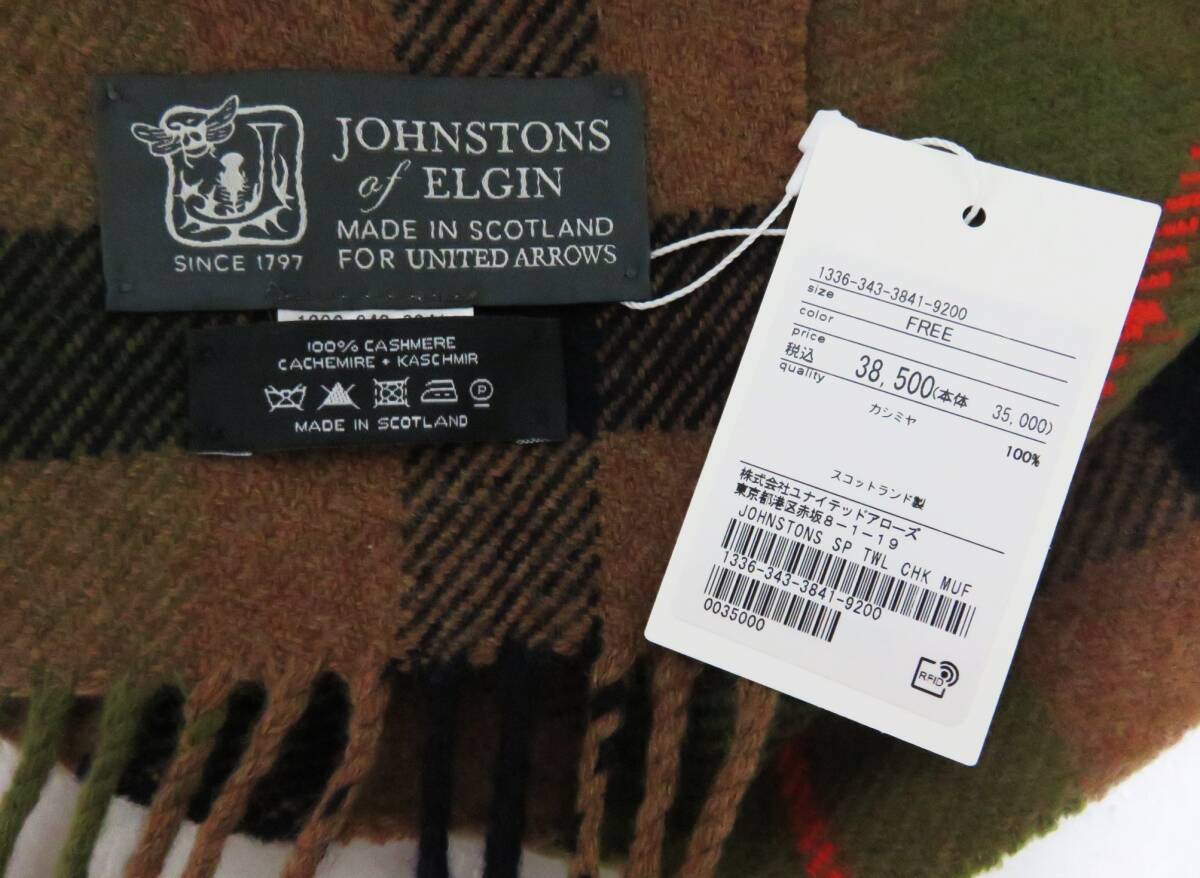 JOHNSTONS
of ELGIN
MADE IN SCOTLAND
FOR UNITED ARROWS
SINCE 1797
100% CASHMERE
CACHEMIRE • KASCHMIR
P
MADE IN SCOTLAND
1336-343-3841-9200
size FREE
color
price
税込 38,500(本体 35,000)
quality
カシミヤ 100%
スコットランド製
株式会社ユナイテッドアローズ
東京都港区赤坂8-1-19
JOHNSTONS SP TWL CHK MUF
1336-343-3841-9200
0035000
RFID